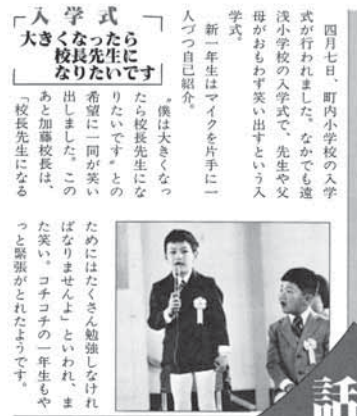 入学式
大きくなったら
校長先生に
なりたいです
四月七日、町内小学校の入学
式が行われました。なかでも遠
浅小学校の入学式で、先生や父
母がおもわず笑い出すという入
学式。
新一年生はマイクを片手に一
人づつ自己紹介。
〝僕は大きくなっ
たら校長先生にな
りたいです〟との
希望に一同が笑い
出しました。この
あと加藤校長は、
「校長先生になる
ためにはたくさん勉強しなけれ
ばなりませんよ」といわれ、ま
た笑い。コチコチの一年生もや
っと緊張がとれたようです。
話